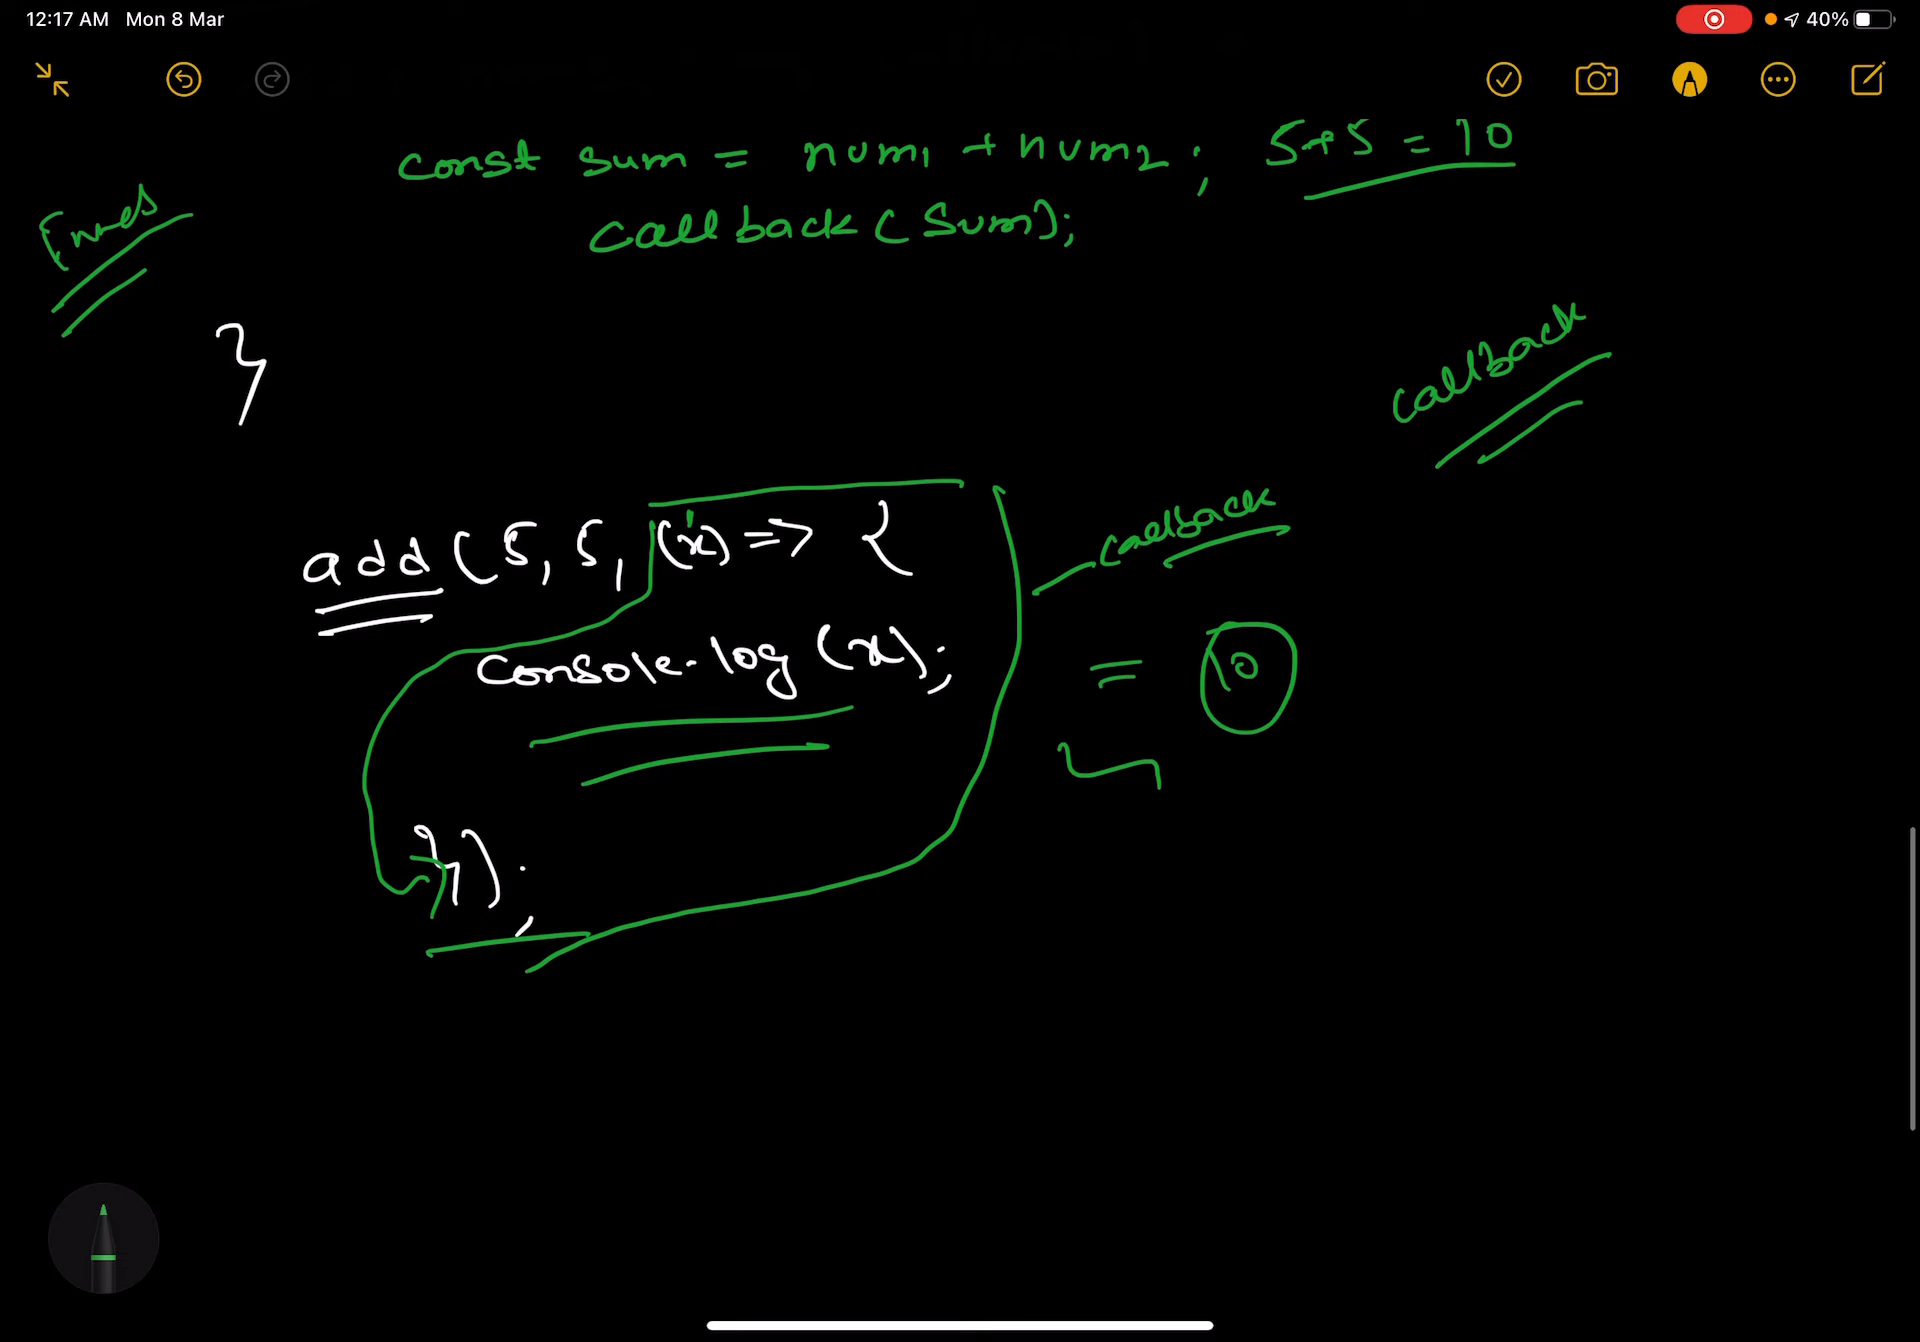 12:17 AM Mon 8 Mar
40%
const sum = num1 + num2 ; 5+5 = 10
callback (Sum);
}
callback
add (5, 5, (x) => {
callback
Console.log (x);
= 10
});